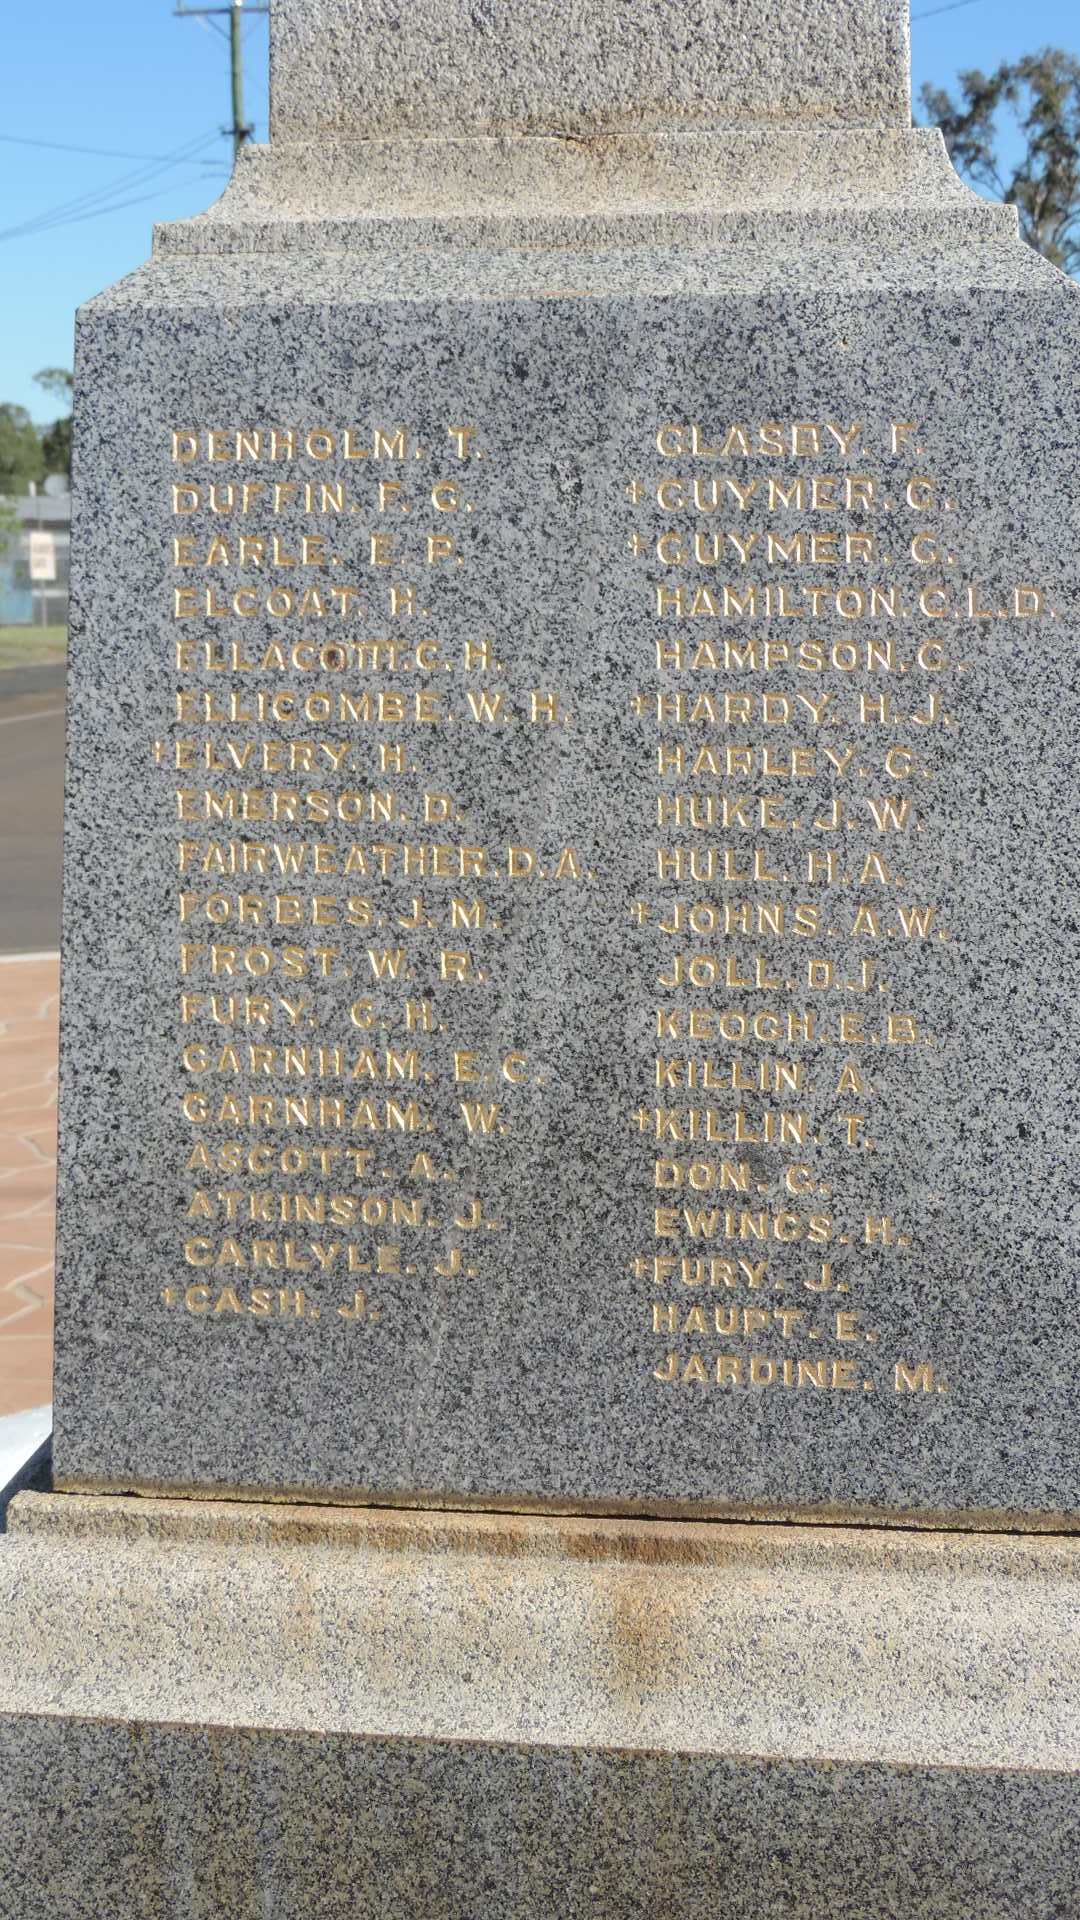 DENHOLM. T.
DUFFIN. F. G.
EARLE. E. P.
ELCOAT. H.
ELLACOTT. C. H.
ELLICOMBE. W. H.
†ELVERY. H.
EMERSON. D.
FAIRWEATHER. D. A.
FORBES. J. M.
FROST. W. R.
FURY. G. H.
GARNHAM. E. C.
GARNHAM. W.
ASCOTT. A.
ATKINSON. J.
CARLYLE. J.
†CASH. J.
GLASBY. F.
†GUYMER. G.
†GUYMER. C.
HAMILTON. C. L. D.
HAMPSON. G.
†HARDY. H. J.
HARLEY. G.
HUKE. J. W.
HULL. H. A.
†JOHNS. A. W.
JOLL. D. J.
KEOGH. E. B.
KILLIN. A.
†KILLIN. T.
DON. G.
EWINGS. H.
†FURY. J.
HAUPT. E.
JARDINE. M.